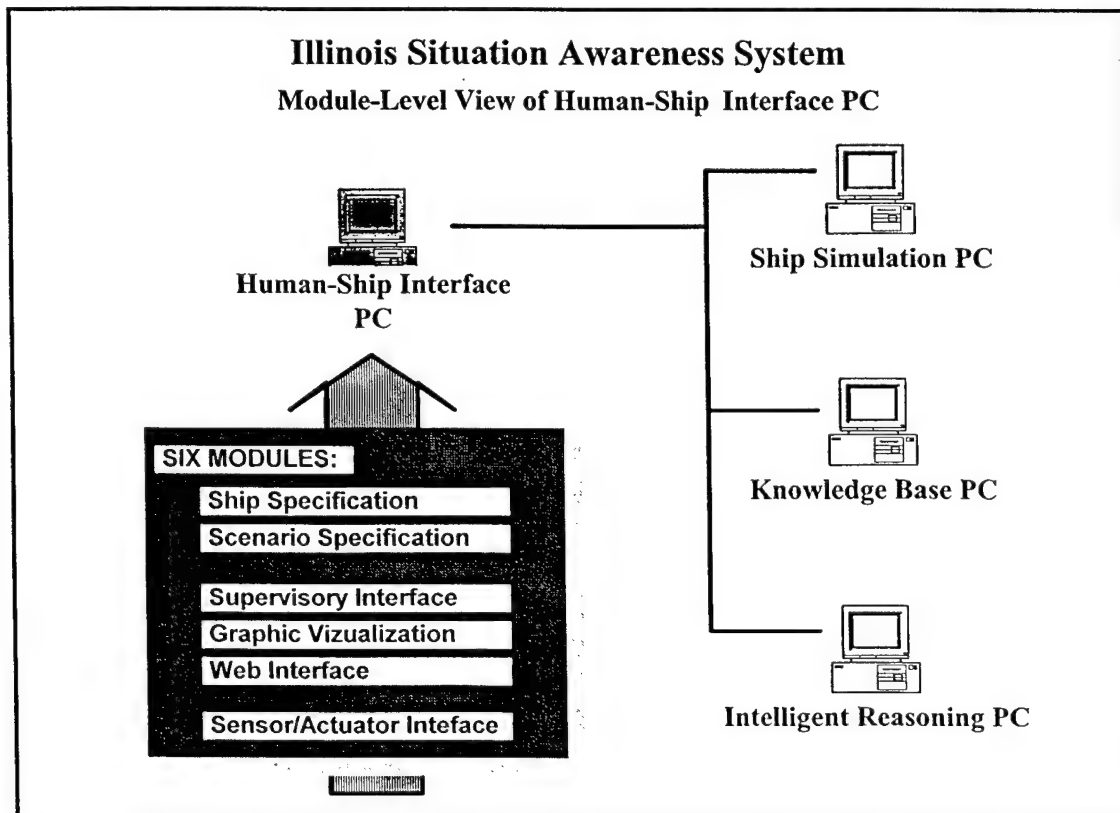 Illinois Situation Awareness System
Module-Level View of Human-Ship Interface PC
Human-Ship Interface
PC
Ship Simulation PC
Knowledge Base PC
Intelligent Reasoning PC
SIX MODULES:
Ship Specification
Scenario Specification
Supervisory Interface
Graphic Vizualization
Web Interface
Sensor/Actuator Inteface